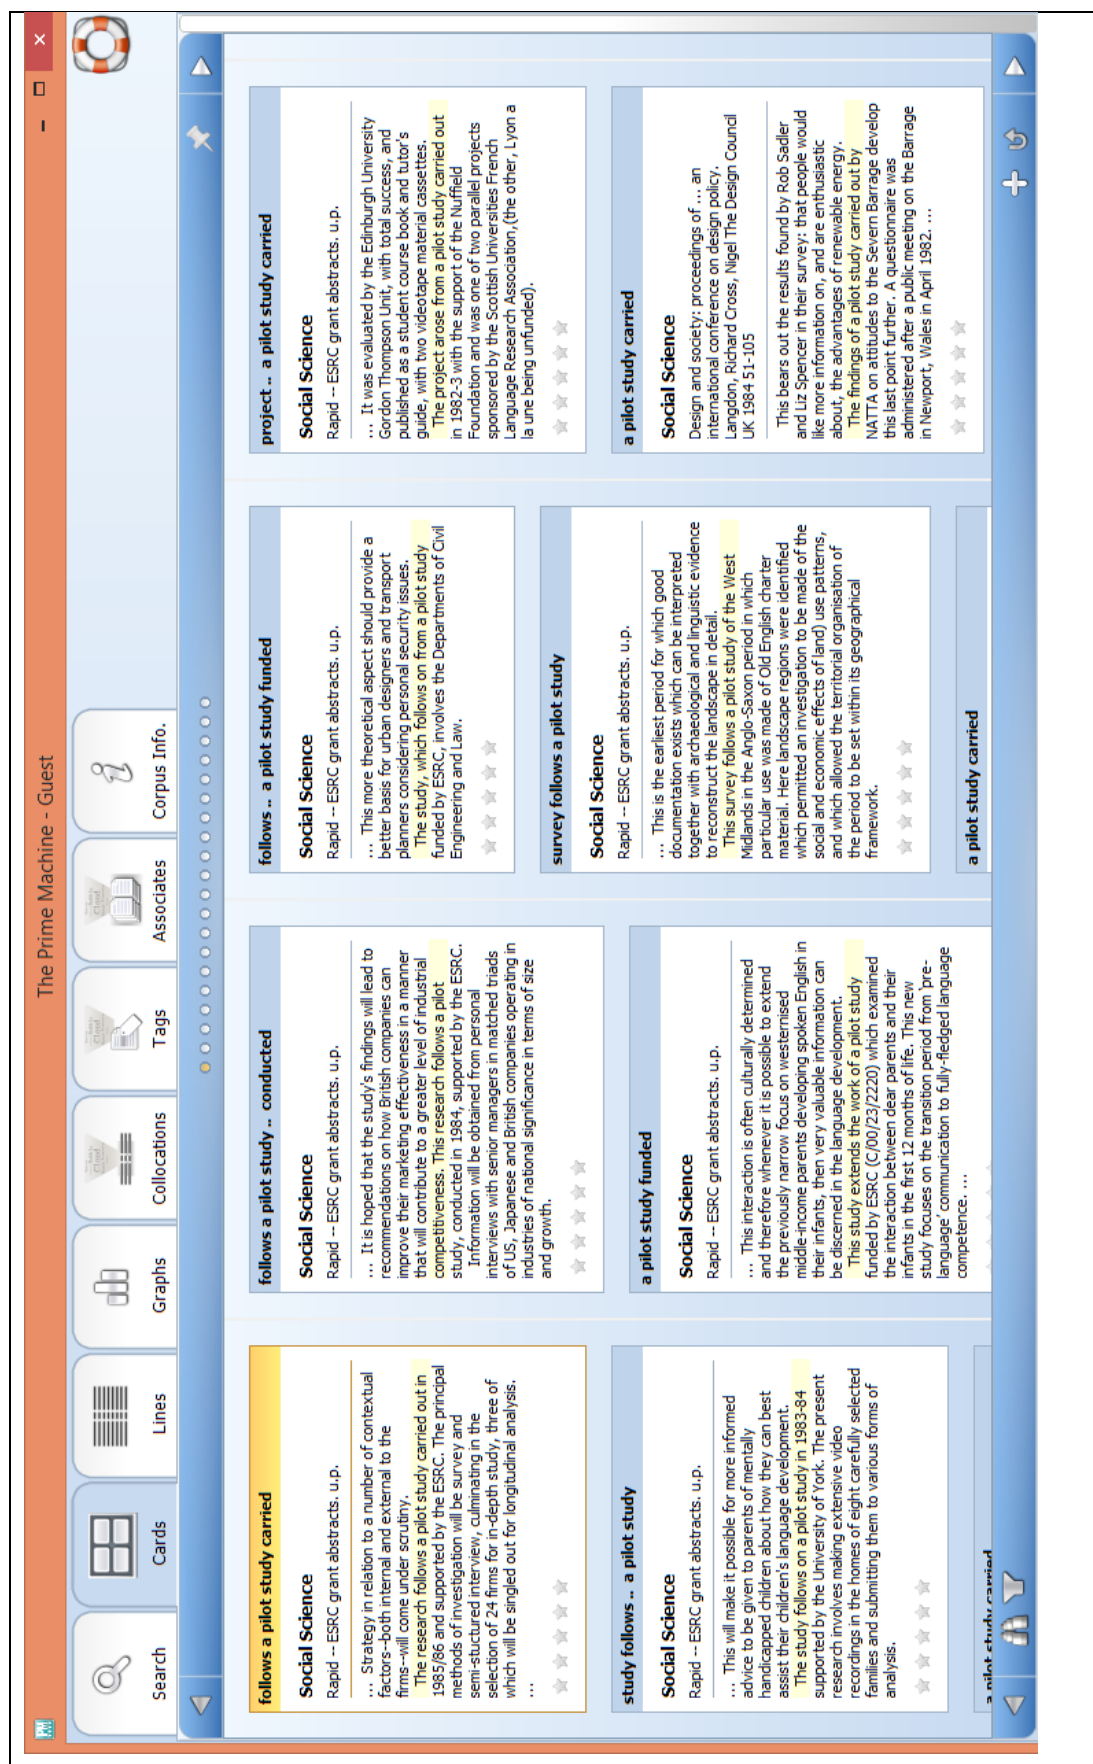 The Prime Machine - Guest
Search
Cards
Lines
Graphs
Collocations
Tags
Associates
Corpus Info.
follows a pilot study carried
Social Science
Rapid -- ESRC grant abstracts. u.p.
... Strategy in relation to a number of contextual
factors--both internal and external to the
firms--will come under scrutiny.
The research follows a pilot study carried out in
1985/86 and supported by the ESRC. The principal
methods of investigation will be survey and
semi-stuctured interview, culminating in the
selection of 24 firms for in-depth study, three of
which will be singled out for longitudinal analysis.
...
follows a pilot study .. conducted
Social Science
Rapid -- ESRC grant abstracts. u.p.
... It is hoped that the study's findings will lead to
recommendations on how British companies can
improve their marketing effectiveness in a manner
that will contribute to a greater level of industrial
competitiveness. This research follows a pilot
study, conducted in 1984, supported by the ESRC.
Information will be obtained from personal
interviews with senior managers in matched triads
of US, Japanese and British companies operating in
industries of national significance in terms of size
and growth.
follows .. a pilot study funded
Social Science
Rapid -- ESRC grant abstracts. u.p.
... This more theoretical aspect should provide a
better basis for urban designers and transport
planners considering personal security issues.
The study, which follows on from a pilot study
funded by ESRC, involves the Departments of Civil
Engineering and Law.
project .. a pilot study carried
Social Science
Rapid -- ESRC grant abstracts. u.p.
... It was evaluated by the Edinburgh University
Gordon Thompson Unit, with total success, and
published as a student course book and tutor's
guide, with two videotape material cassettes.
The project arose from a pilot study carried out
in 1982-3 with the support of the Nuffield
Foundation and was one of two parallel projects
sponsored by the Scottish Universities French
Language Research Association,(the other, Lyon a
la une being unfunded).
study follows .. a pilot study
Social Science
Rapid -- ESRC grant abstracts. u.p.
... This will make it possible for more informed
advice to be given to parents of mentally
handicapped children about how they can best
assist their children's language development.
The study follows on a pilot study in 1983-84
supported by the University of York. The present
research involves making extensive video
recordings in the homes of eight carefully selected
families and submitting them to various forms of
analysis.
a pilot study funded
Social Science
Rapid -- ESRC grant abstracts. u.p.
... This interaction is often culturally determined
and therefore whenever it is possible to extend
the previously narrow focus on westernised
middle-income parents developing spoken English in
their infants, then very valuable information can
be discerned in the language development.
This study extends the work of a pilot study
funded by ESRC (C/00/23/2220) which examined
the interaction between dear parents and their
infants in the first 12 months of life. This new
study focuses on the transition period from 'pre-
language' communication to fully-fledged language
competence. ...
survey follows a pilot study
Social Science
Rapid -- ESRC grant abstracts. u.p.
... This is the earliest period for which good
documentation exists which can be interpreted
together with archaeological and linguistic evidence
to reconstruct the landscape in detail.
This survey follows a pilot study of the West
Midlands in the Anglo-Saxon period in which
particular use was made of Old English charter
material. Here landscape regions were identified
which permitted an investigation to be made of the
social and economic effects of land) use patterns,
and which allowed the territorial organisation of
the period to be set within its geographical
framework.
a pilot study carried
Social Science
Design and society: proceedings of ... an
international conference on design policy.
Langdon, Richard Cross, Nigel The Design Council
UK 1984 51-105
This bears out the results found by Rob Sadler
and Liz Spencer in their survey: that people would
like more information on, and are enthusiastic
about, the advantages of renewable energy.
The findings of a pilot study carried out by
NATTA on attitudes to the Severn Barrage develop
this last point further. A questionnaire was
administered after a public meeting on the Barrage
in Newport, Wales in April 1982. ...
a pilot study carried
a pilot study carried